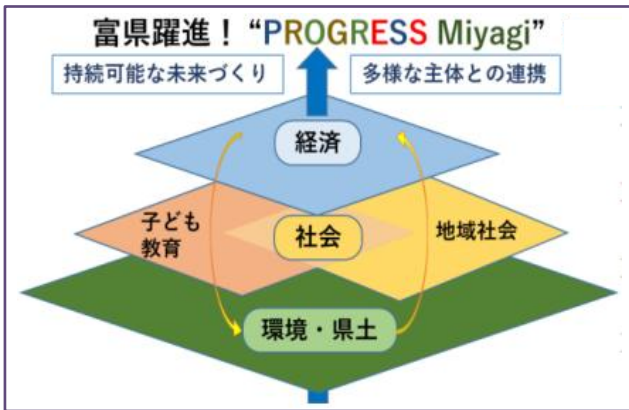 富県躍進！“PROGRESS Miyagi”
持続可能な未来づくり
多様な主体との連携
経済
子ども
教育
社会
地域社会
環境・県土